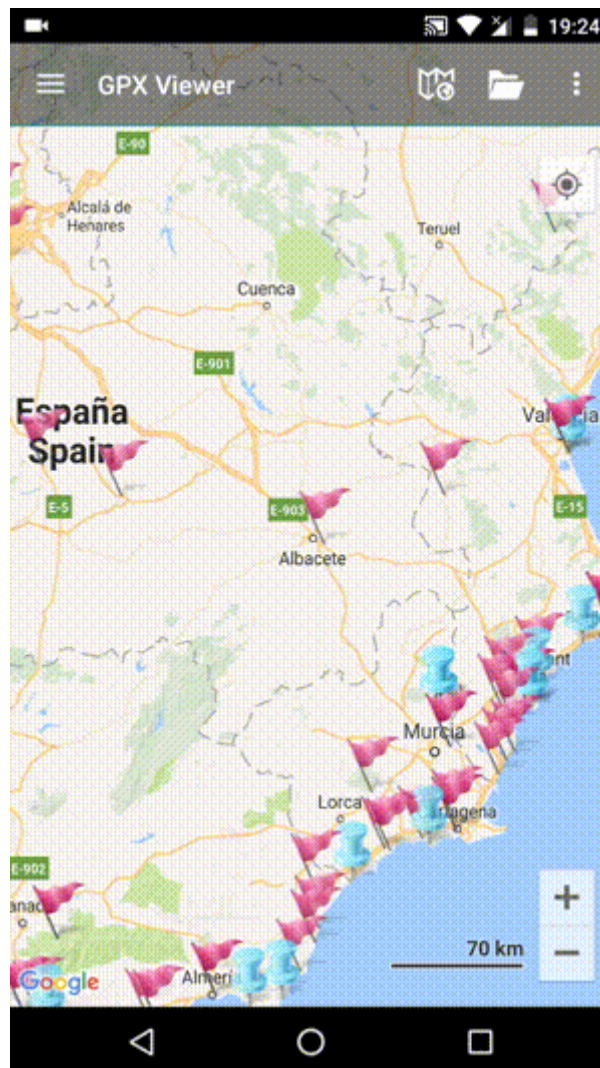 19:24
GPX Viewer
E-90
Alcalá de
Henares
Teruel
Cuenca
E-901
España
Spain
E-5
E-903
E-15
Albacete
Murcia
Lorca
E-902
70 km
Google